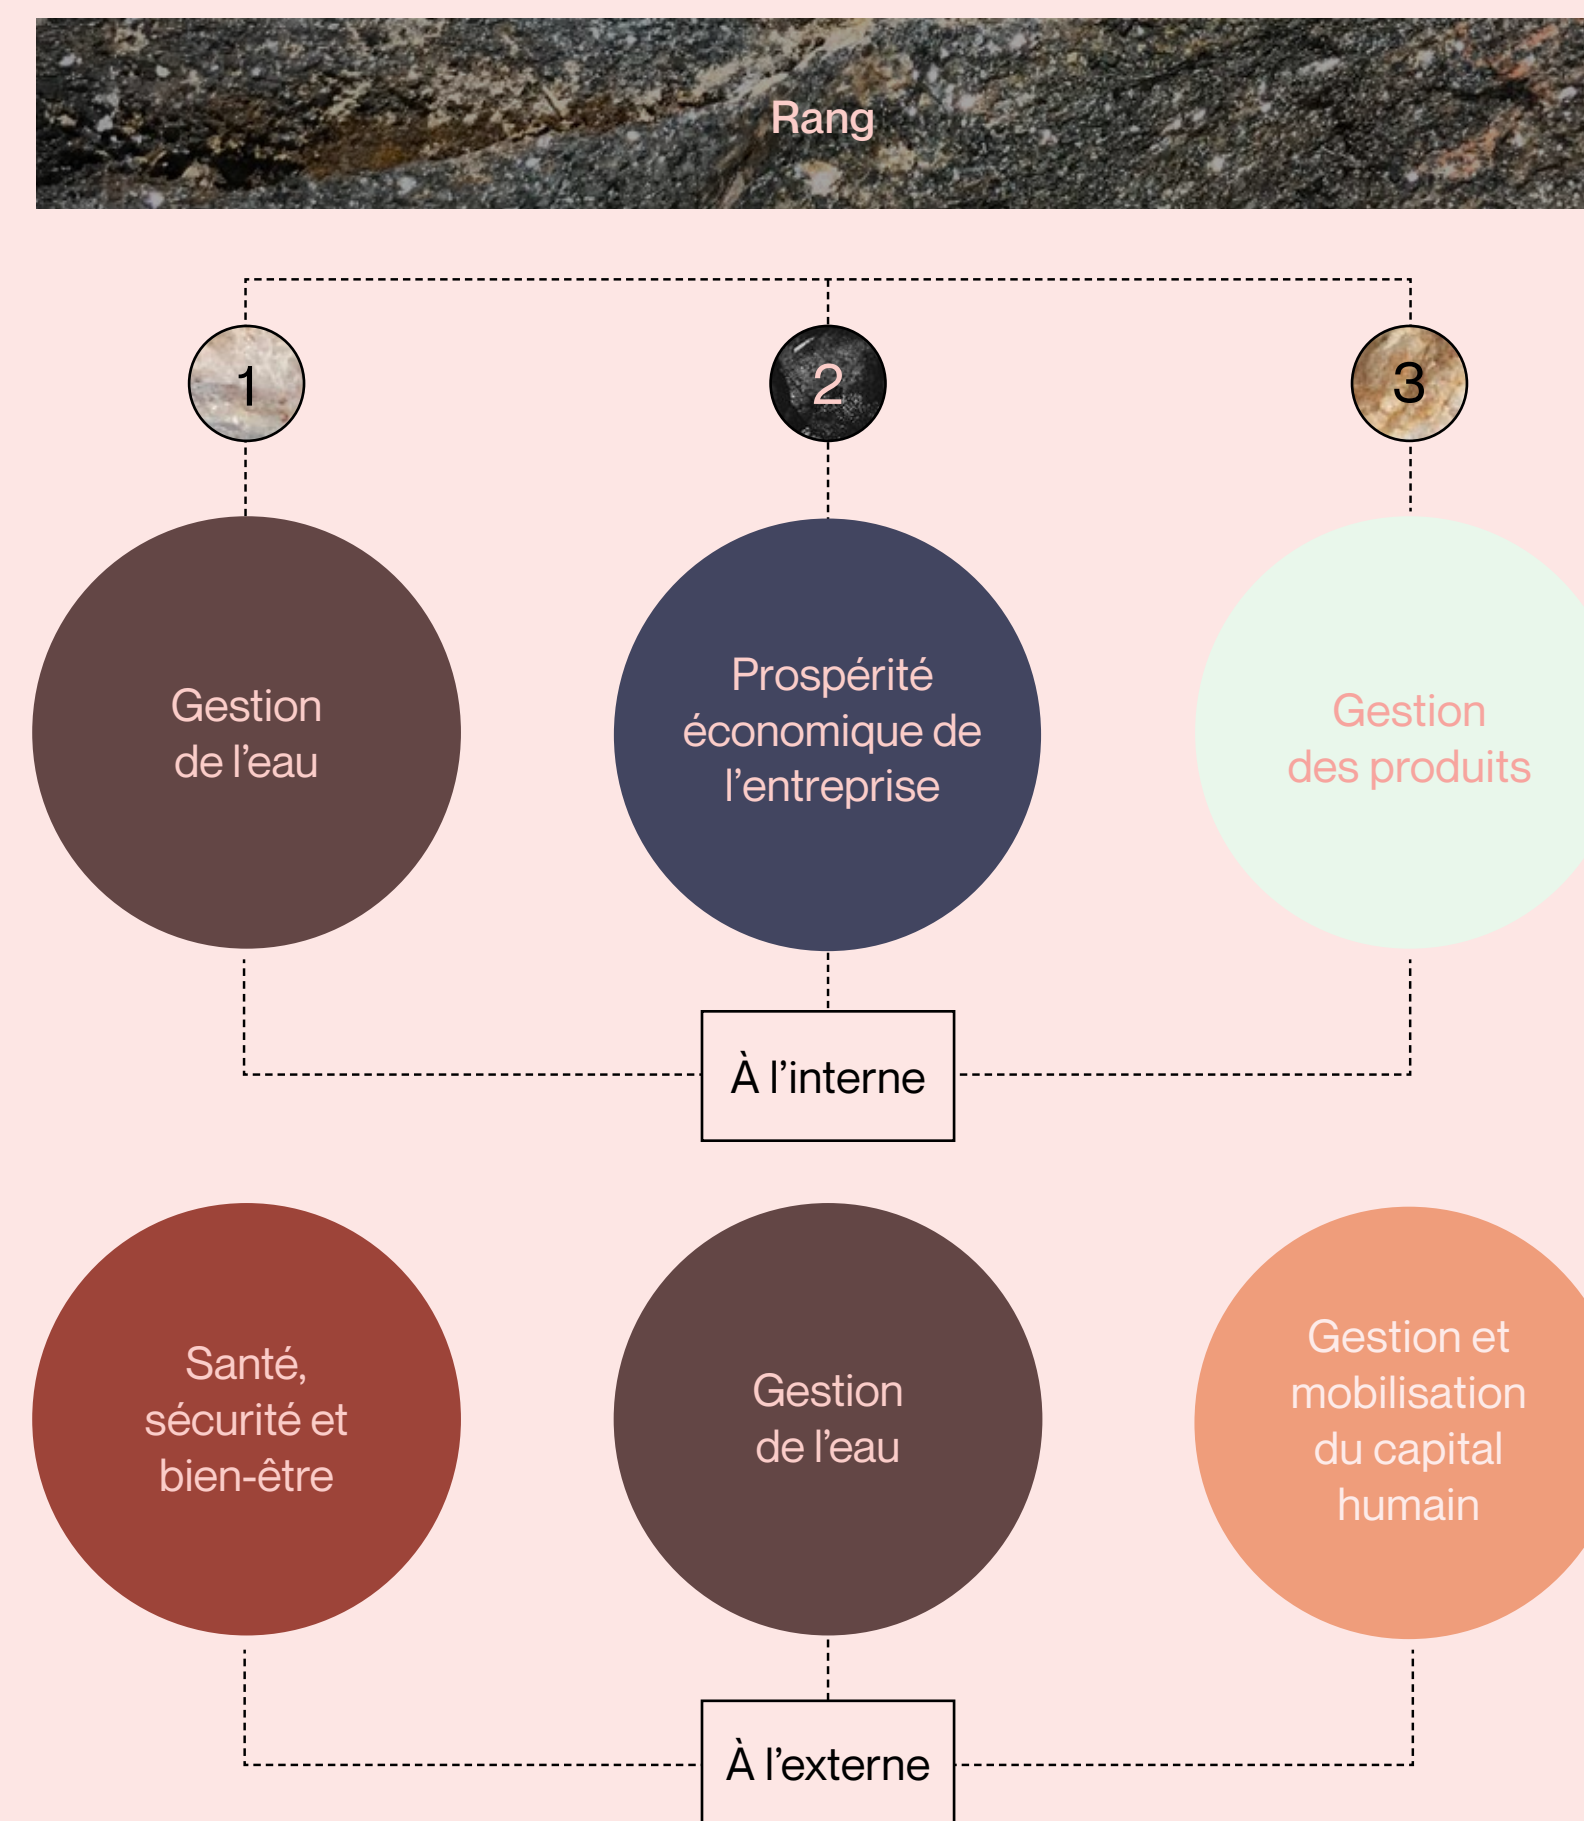 Rang
1
2
3
Gestion
de l’eau
Prospérité
économique de
l’entreprise
Gestion
des produits
À l’interne
Santé,
sécurité et
bien-être
Gestion
de l’eau
Gestion et
mobilisation
du capital
humain
À l’externe